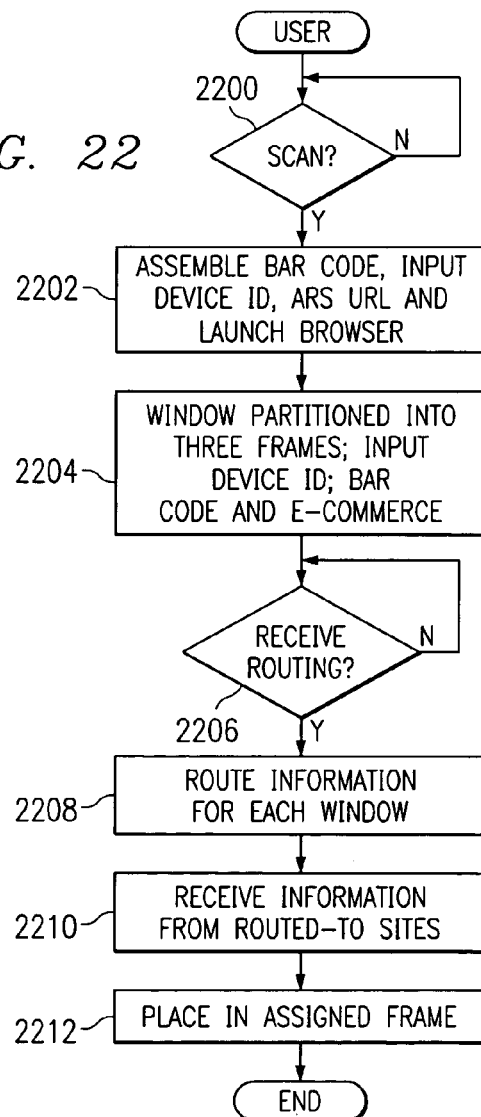 USER
2200
G. 22
SCAN?
N
Y
2202
ASSEMBLE BAR CODE, INPUT
DEVICE ID, ARS URL AND
LAUNCH BROWSER
2204
WINDOW PARTITIONED INTO
THREE FRAMES; INPUT
DEVICE ID; BAR
CODE AND E-COMMERCE
RECEIVE
ROUTING?
N
2206
Y
2208
ROUTE INFORMATION
FOR EACH WINDOW
2210
RECEIVE INFORMATION
FROM ROUTED-TO SITES
2212
PLACE IN ASSIGNED FRAME
END